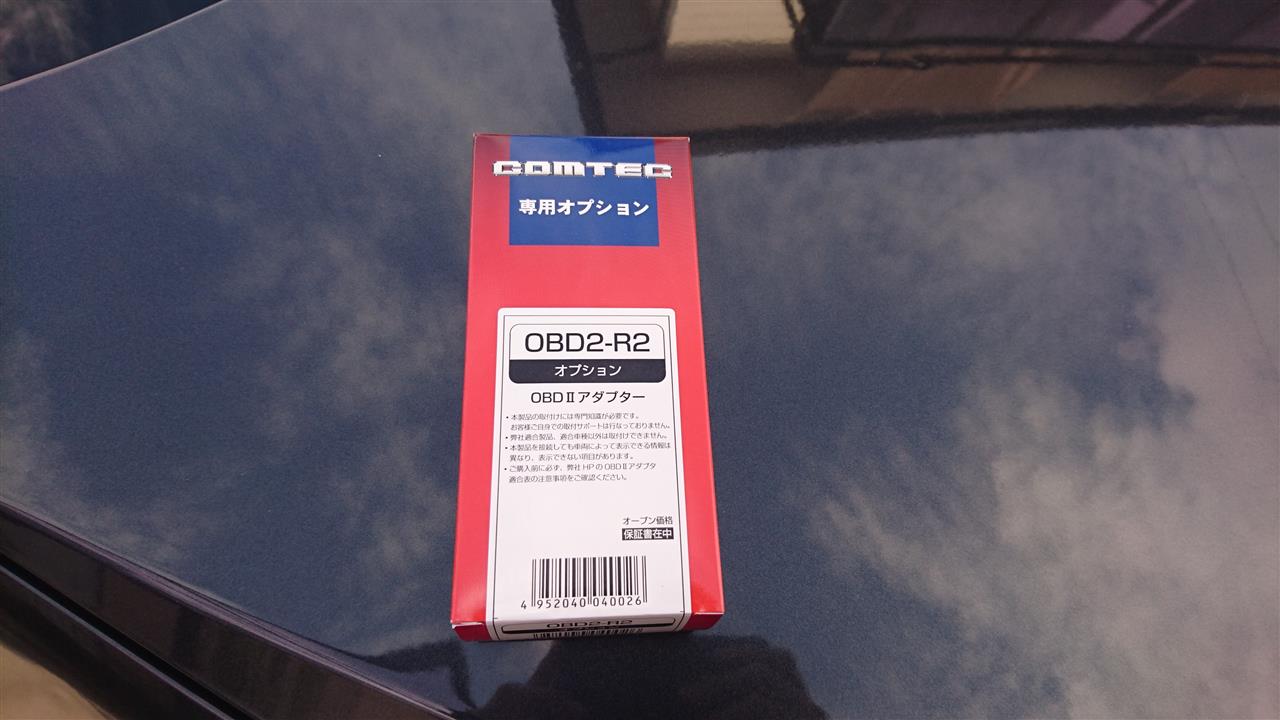 COMTEC
専用オプション
OBD2-R2
オプション
OBDⅡアダプター
・本製品の取付けには専門知識が必要です。
お客様ご自身での取付サポートは行なっておりません。
・弊社適合製品、適合車種以外は取付けできません。
・本製品を接続しても車両によって表示できる情報は
異なり、表示できない項目があります。
・ご購入前に必ず、弊社HPのOBDⅡアダプタ
適合表の注意事項をご確認ください。
オープン価格
保証書在中
4 952040 040026
OBD2-R2
オプション